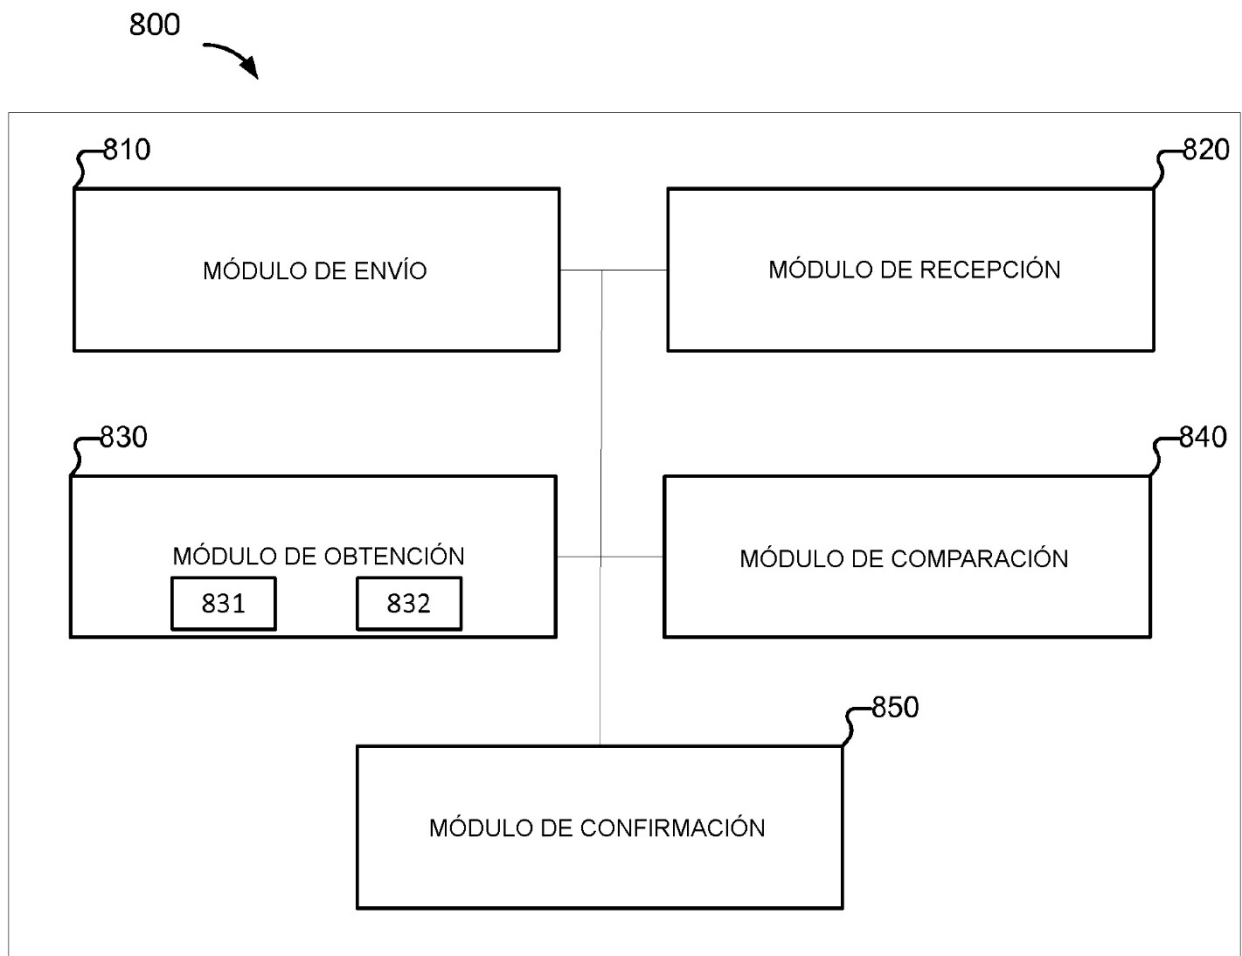 800
810
820
MÓDULO DE ENVÍO
MÓDULO DE RECEPCIÓN
830
840
MÓDULO DE OBTENCIÓN
MÓDULO DE COMPARACIÓN
831
832
850
MÓDULO DE CONFIRMACIÓN